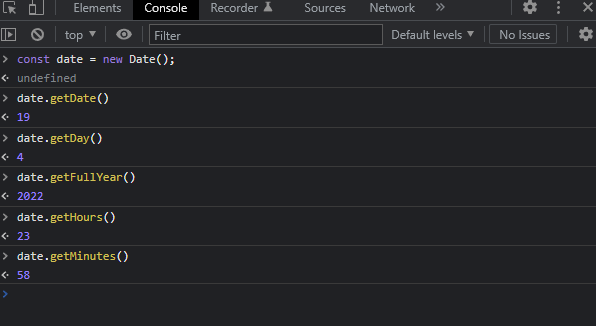 Elements Console Recorder Sources Network »
top ▾ Filter Default levels ▾ No Issues
> const date = new Date();
<· undefined
> date.getDate()
<· 19
> date.getDay()
<· 4
> date.getFullYear()
<· 2022
> date.getHours()
<· 23
> date.getMinutes()
<· 58
>